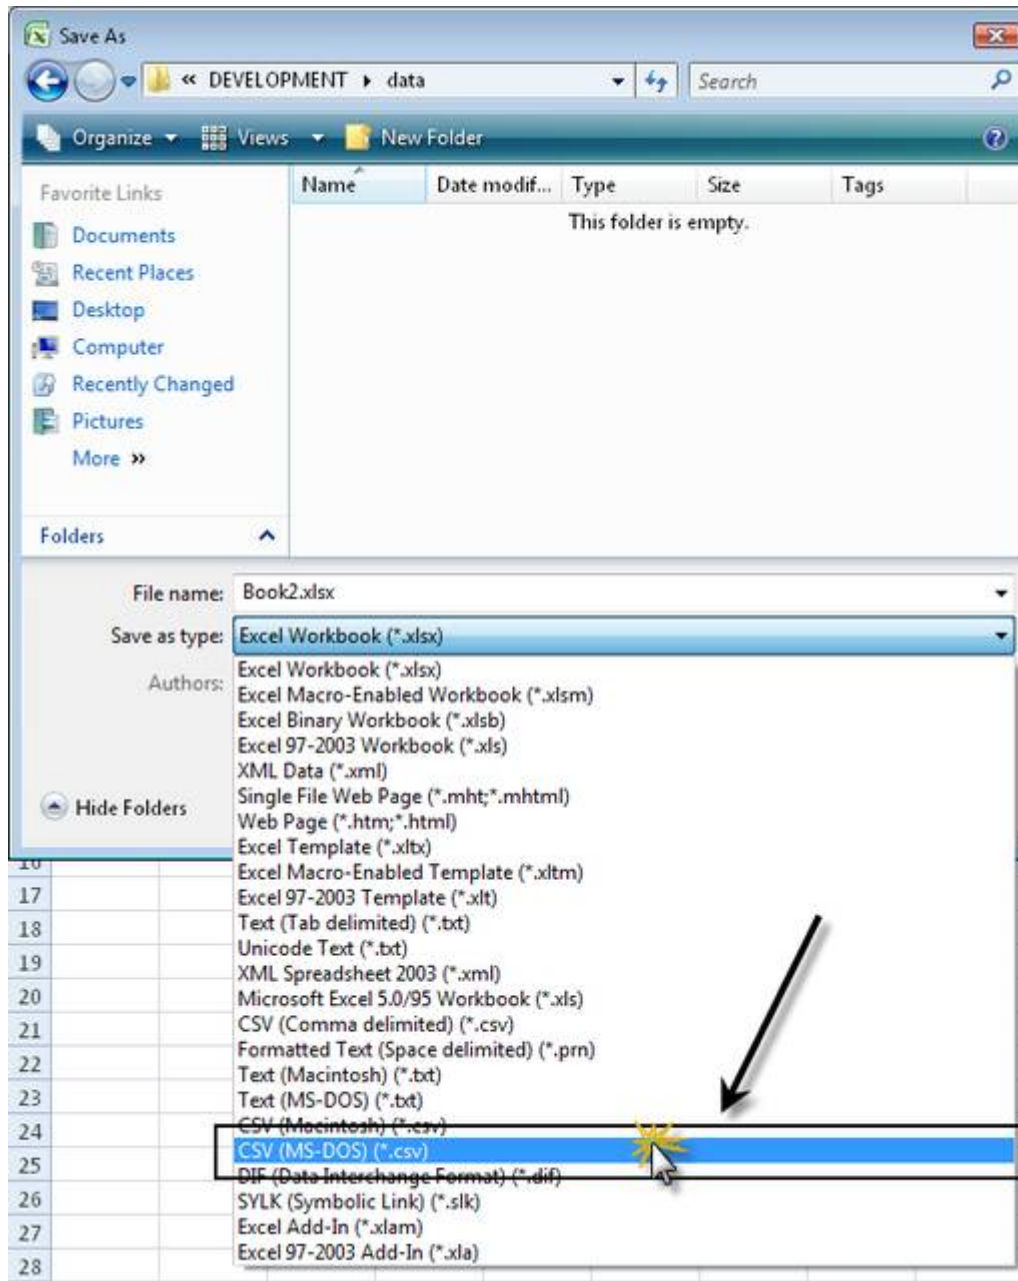 Save As
« DEVELOPMENT ▸ data
Search
Organize
Views
New Folder
Favorite Links
Documents
Recent Places
Desktop
Computer
Recently Changed
Pictures
More »
Folders
Name
Date modif...
Type
Size
Tags
This folder is empty.
File name: Book2.xlsx
Save as type: Excel Workbook (*.xlsx)
Authors:
Hide Folders
Excel Workbook (*.xlsx)
Excel Macro-Enabled Workbook (*.xlsm)
Excel Binary Workbook (*.xlsb)
Excel 97-2003 Workbook (*.xls)
XML Data (*.xml)
Single File Web Page (*.mht;*.mhtml)
Web Page (*.htm;*.html)
Excel Template (*.xltx)
Excel Macro-Enabled Template (*.xltm)
Excel 97-2003 Template (*.xlt)
Text (Tab delimited) (*.txt)
Unicode Text (*.txt)
XML Spreadsheet 2003 (*.xml)
Microsoft Excel 5.0/95 Workbook (*.xls)
CSV (Comma delimited) (*.csv)
Formatted Text (Space delimited) (*.prn)
Text (Macintosh) (*.txt)
Text (MS-DOS) (*.txt)
CSV (Macintosh) (*.csv)
CSV (MS-DOS) (*.csv)
DIF (Data Interchange Format) (*.dif)
SYLK (Symbolic Link) (*.slk)
Excel Add-In (*.xlam)
Excel 97-2003 Add-In (*.xla)
16
17
18
19
20
21
22
23
24
25
26
27
28